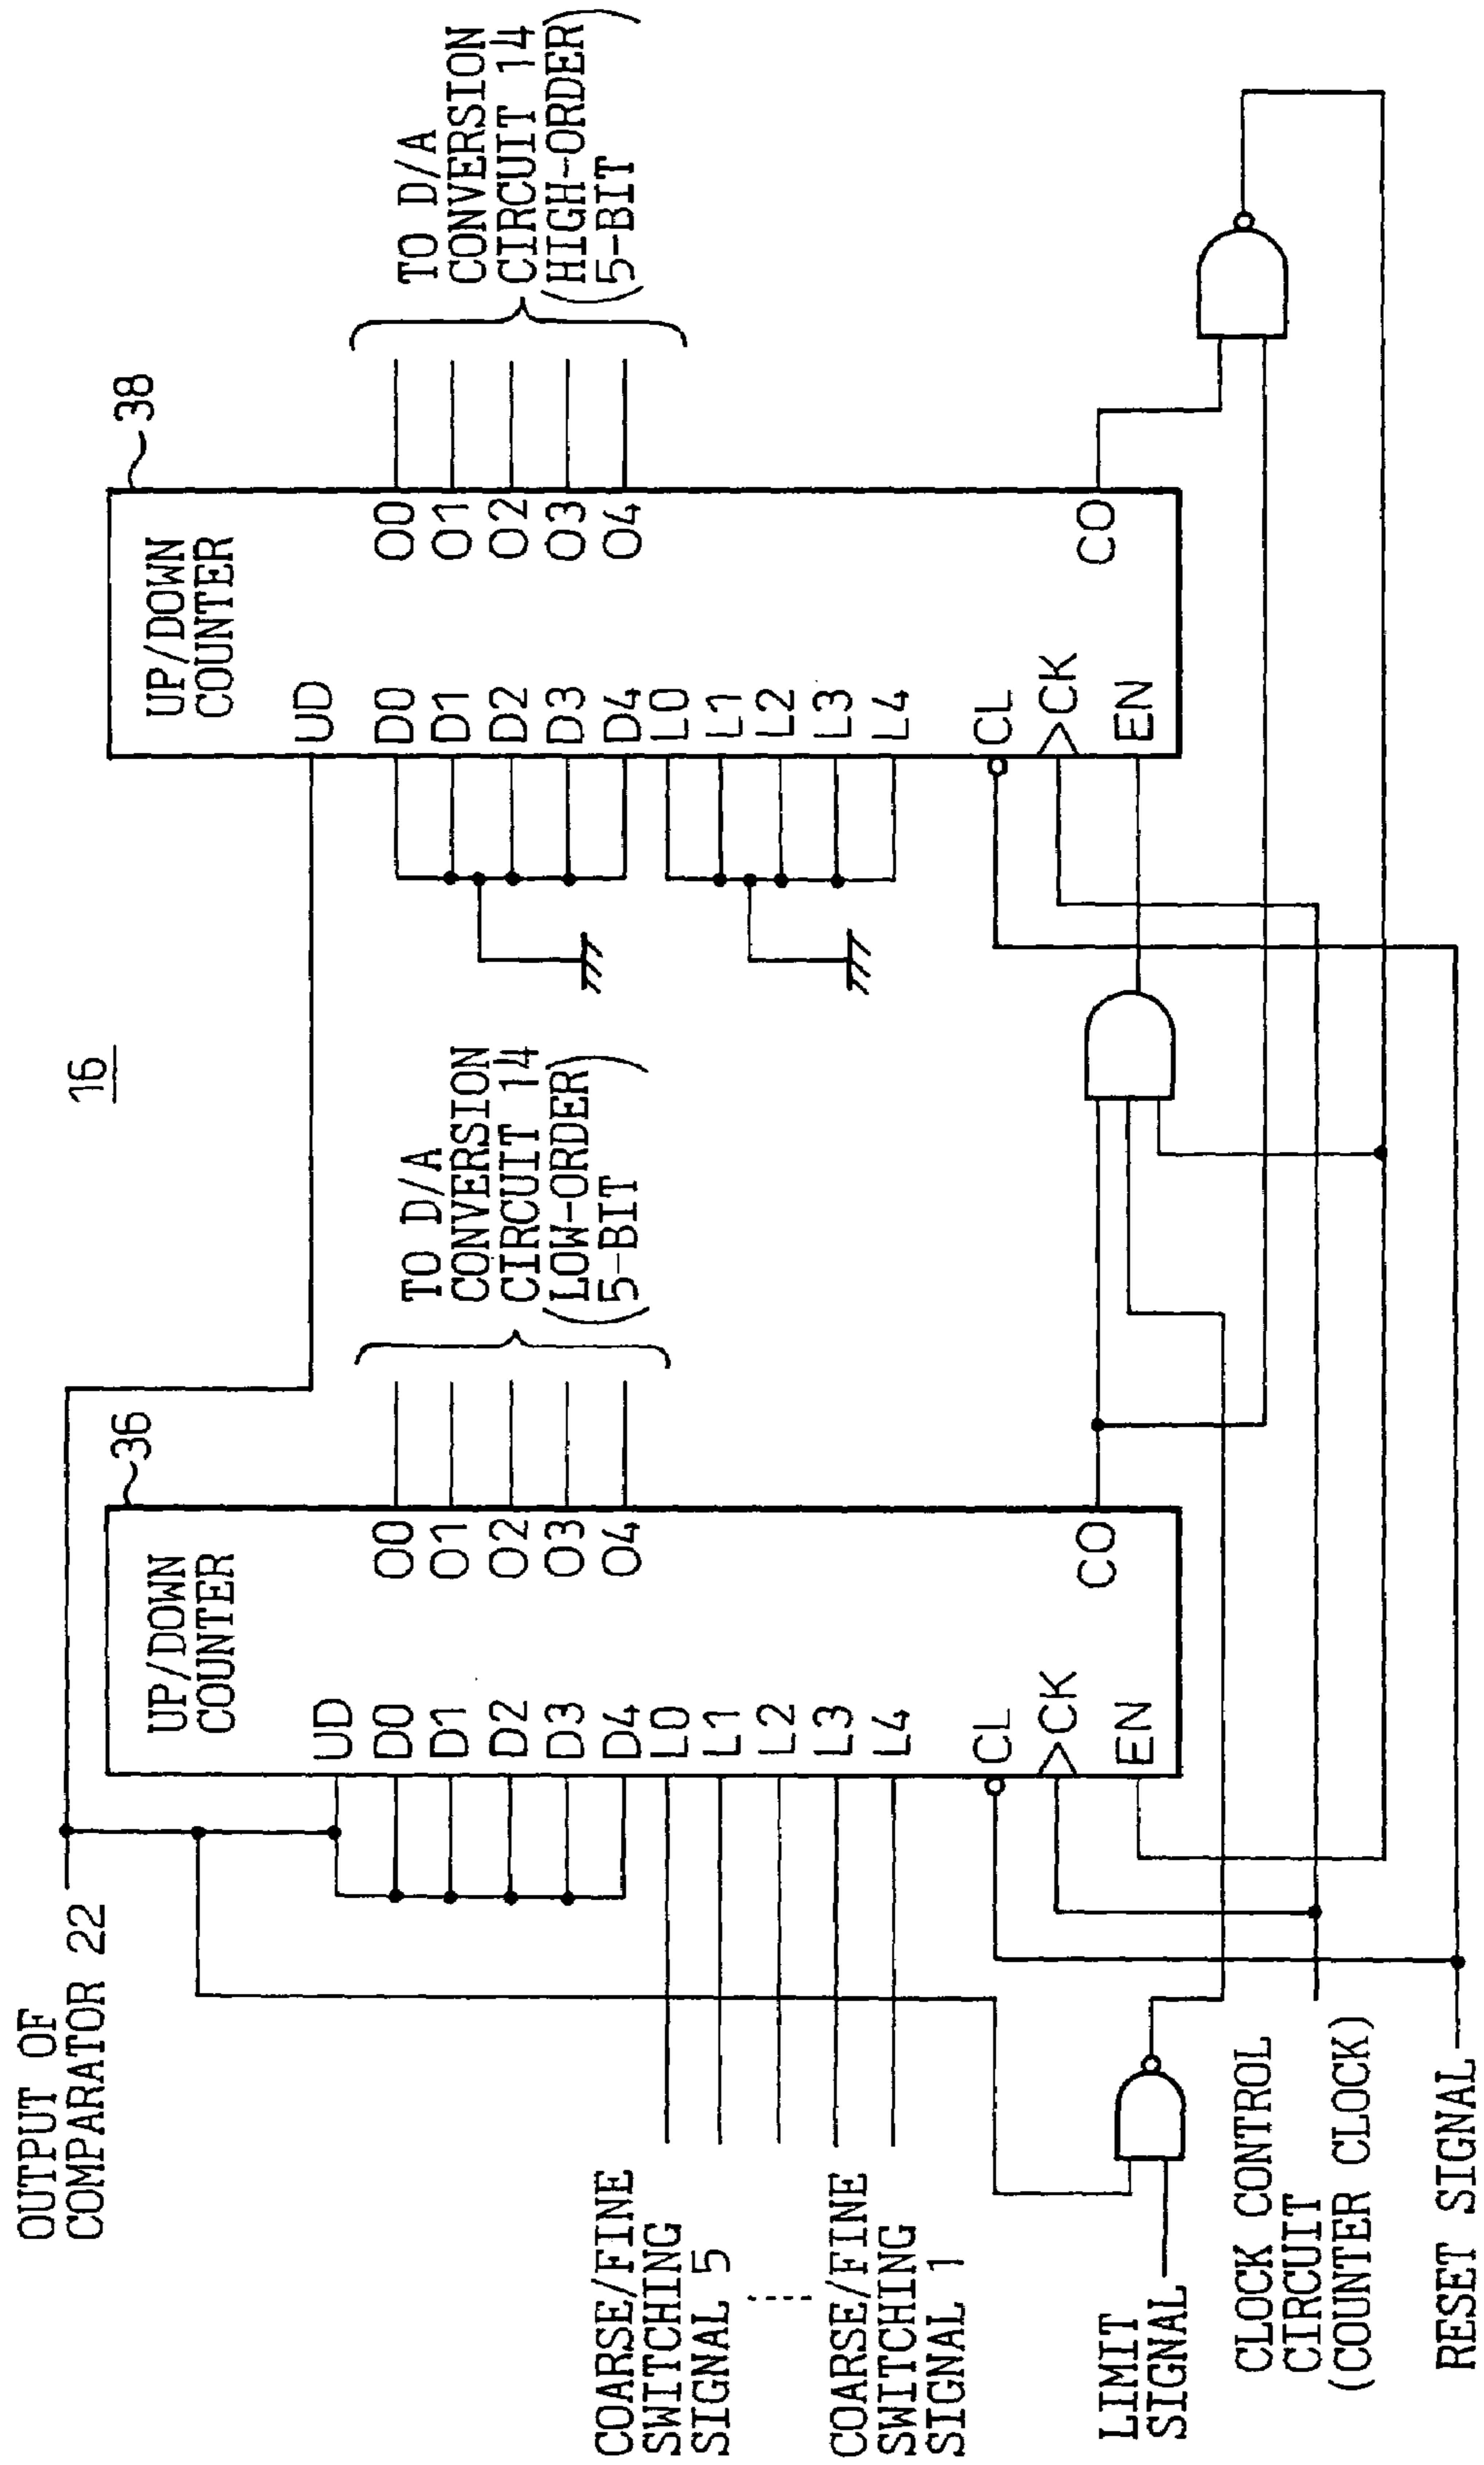 16
OUTPUT OF
COMPARATOR 22
36
UP/DOWN
COUNTER
UD
D0
D1
D2
D3
D4
L0
L1
L2
L3
L4
CL
CK
EN
O0
O1
O2
O3
O4
CO
TO D/A
CONVERSION
CIRCUIT 14
(LOW-ORDER)
5-BIT
38
UP/DOWN
COUNTER
UD
D0
D1
D2
D3
D4
L0
L1
L2
L3
L4
CL
CK
EN
O0
O1
O2
O3
O4
CO
TO D/A
CONVERSION
CIRCUIT 14
(HIGH-ORDER)
5-BIT
COARSE/FINE
SWITCHING
SIGNAL 5
COARSE/FINE
SWITCHING
SIGNAL 1
LIMIT
SIGNAL
CLOCK CONTROL
CIRCUIT
(COUNTER CLOCK)
RESET SIGNAL